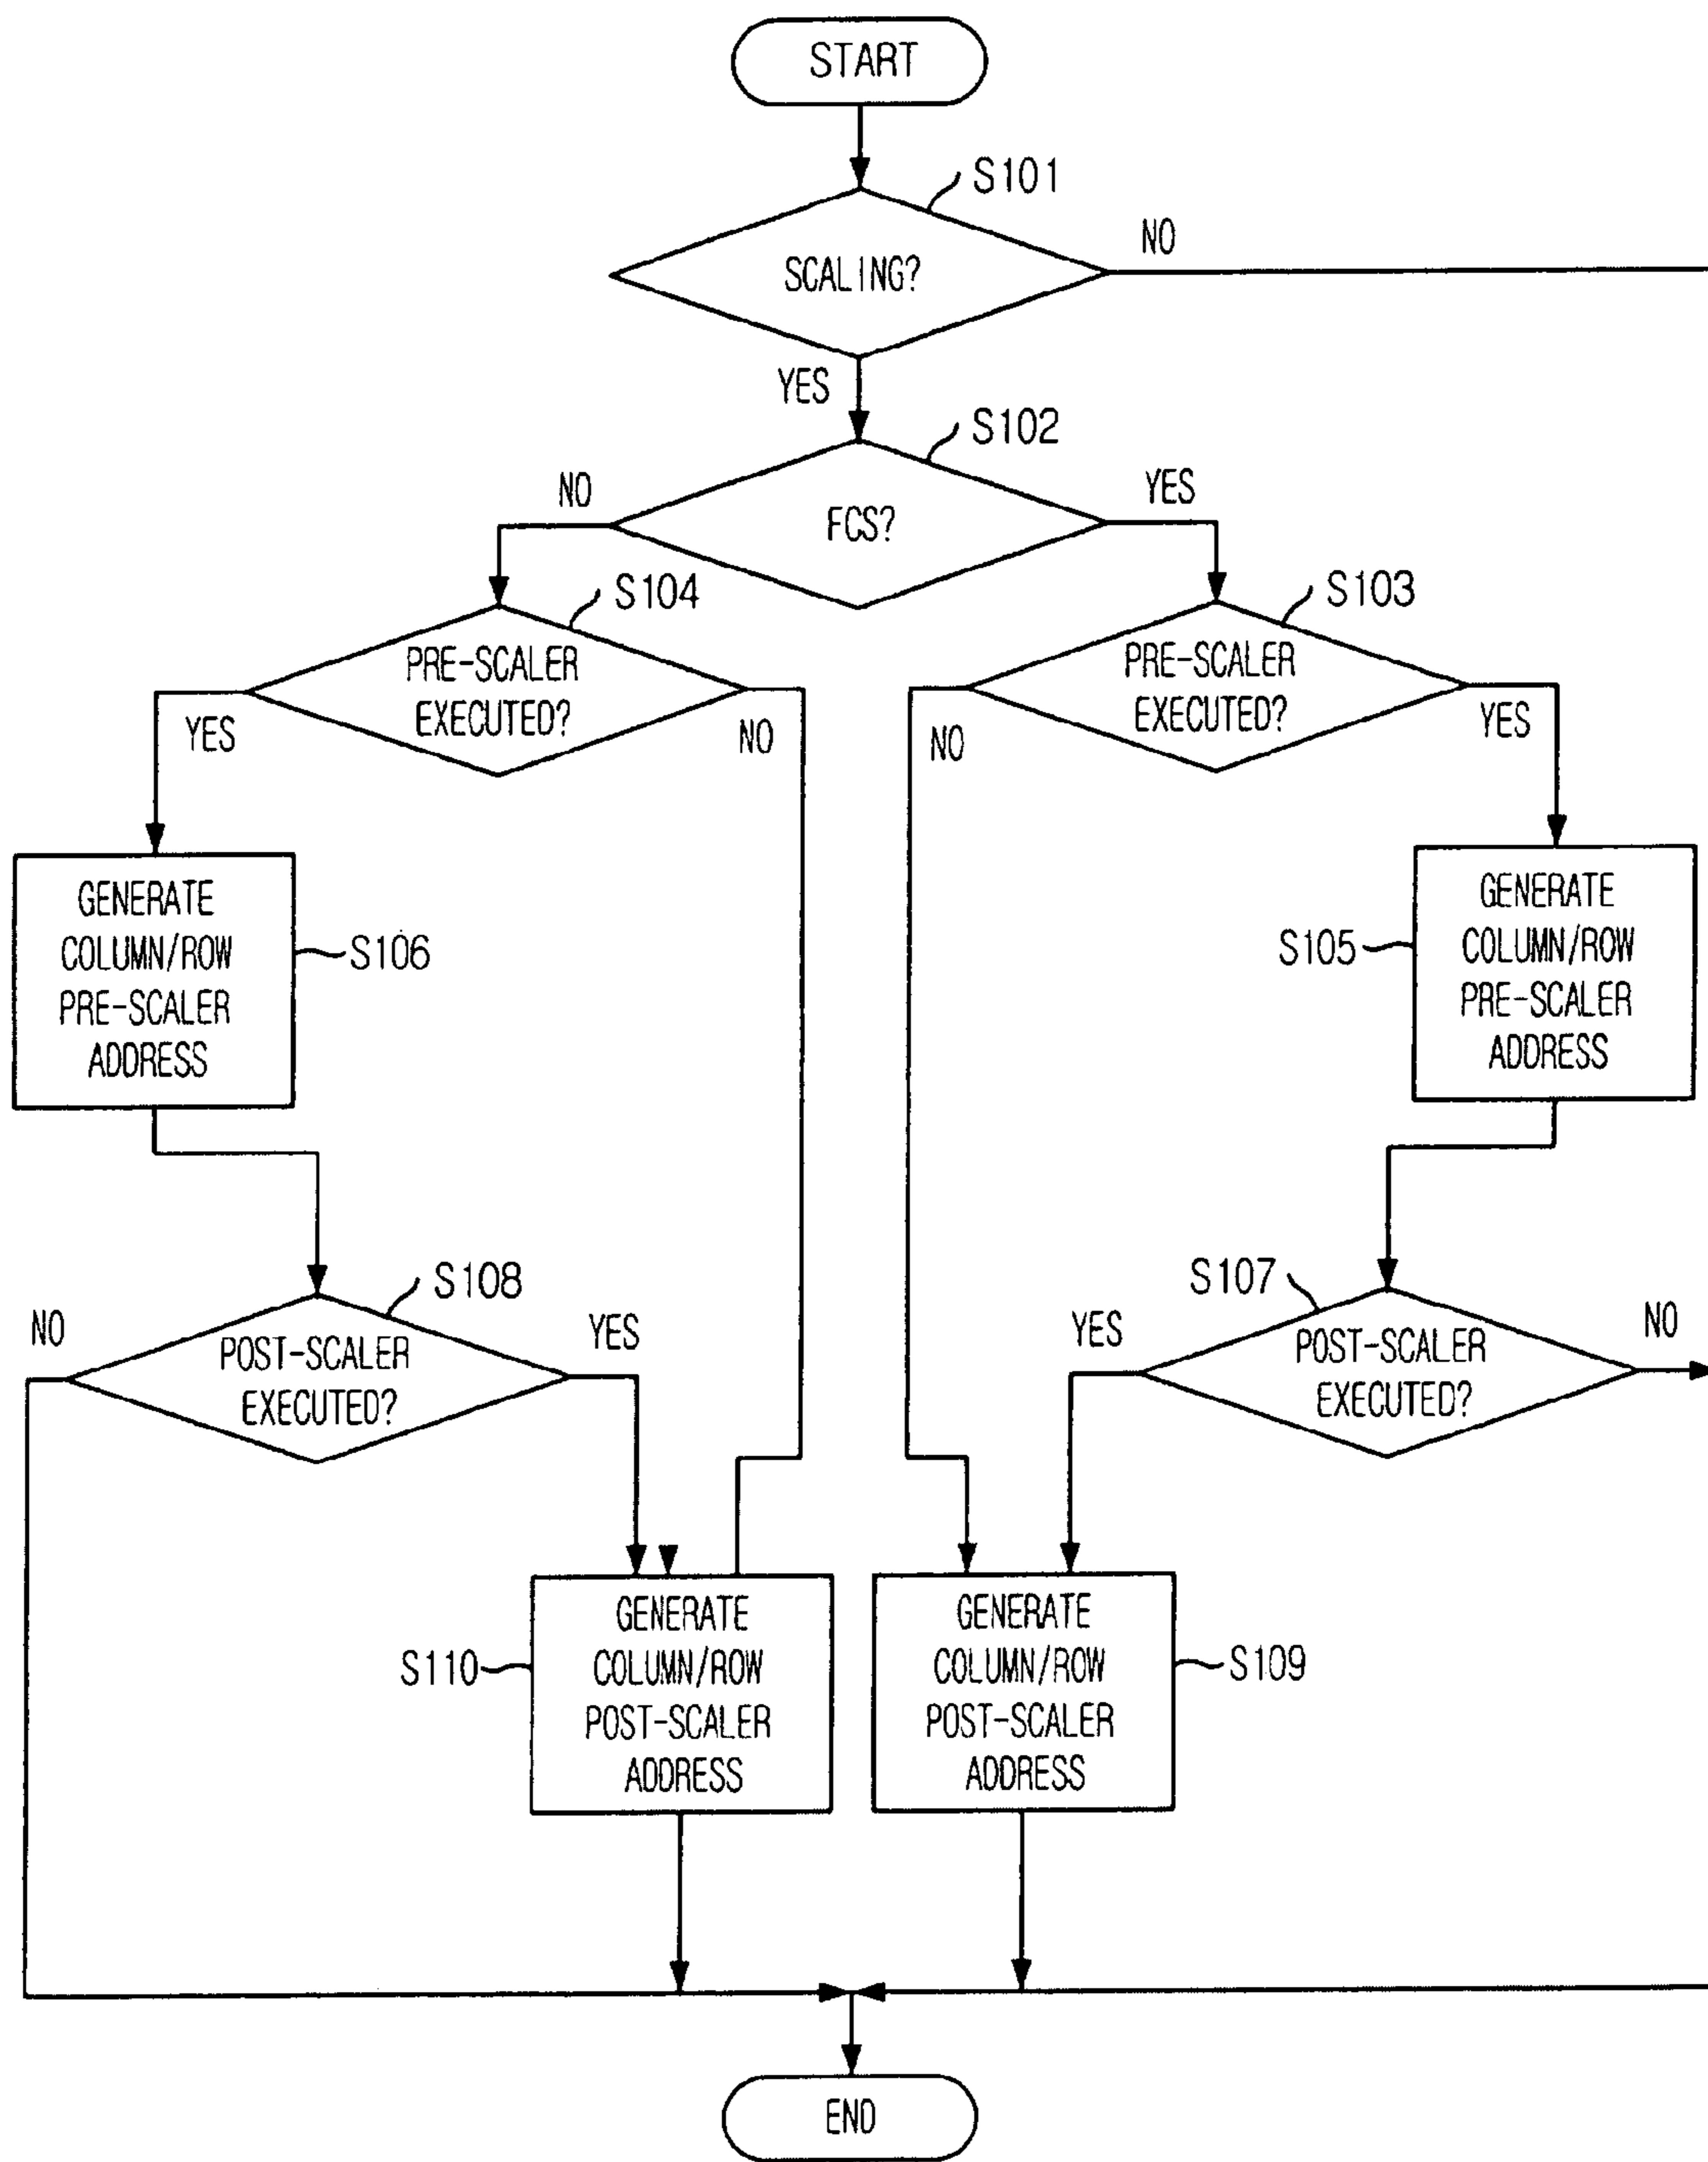 START
S101
NO
SCALING?
YES
S102
NO
YES
FCS?
S104
S103
PRE-SCALER
EXECUTED?
PRE-SCALER
EXECUTED?
YES
NO
NO
YES
GENERATE
COLUMN/ROW
PRE-SCALER
ADDRESS
S106
S105
GENERATE
COLUMN/ROW
PRE-SCALER
ADDRESS
S108
S107
NO
YES
YES
NO
POST-SCALER
EXECUTED?
POST-SCALER
EXECUTED?
S110
GENERATE
COLUMN/ROW
POST-SCALER
ADDRESS
GENERATE
COLUMN/ROW
POST-SCALER
ADDRESS
S109
END